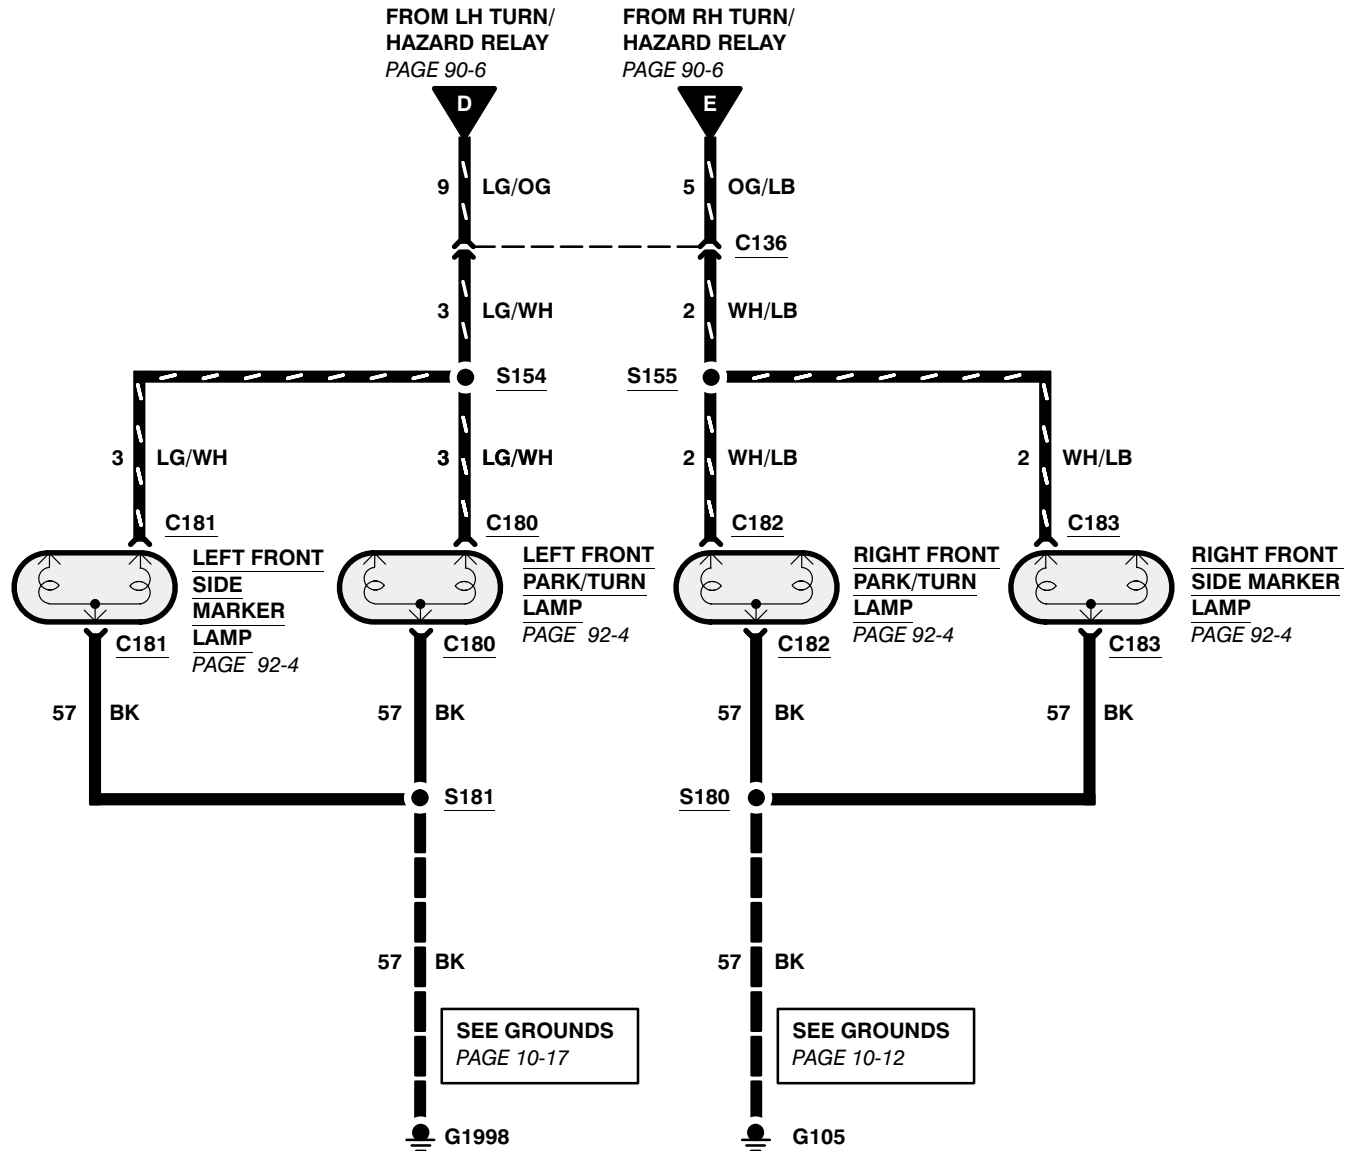 FROM LH TURN/
HAZARD RELAY
PAGE 90-6
FROM RH TURN/
HAZARD RELAY
PAGE 90-6
D
E
9 LG/OG
5 OG/LB
C136
3 LG/WH
2 WH/LB
S154
S155
3 LG/WH
3 LG/WH
2 WH/LB
2 WH/LB
C181
C180
C182
C183
LEFT FRONT
SIDE
MARKER
LAMP
PAGE 92-4
LEFT FRONT
PARK/TURN
LAMP
PAGE 92-4
RIGHT FRONT
PARK/TURN
LAMP
PAGE 92-4
RIGHT FRONT
SIDE MARKER
LAMP
PAGE 92-4
C181
C180
C182
C183
57 BK
57 BK
57 BK
57 BK
S181
S180
57 BK
57 BK
SEE GROUNDS
PAGE 10-17
SEE GROUNDS
PAGE 10-12
G1998
G105